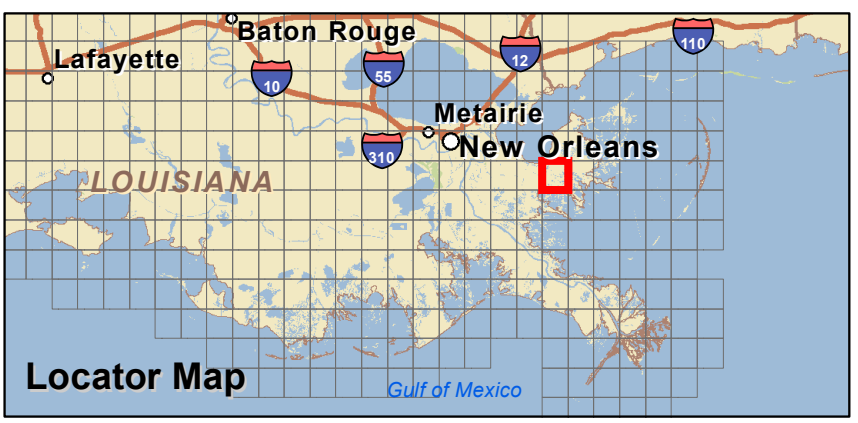 Baton Rouge
Lafayette
110
12
55
10
Metairie
New Orleans
310
LOUISIANA
Locator Map
Gulf of Mexico